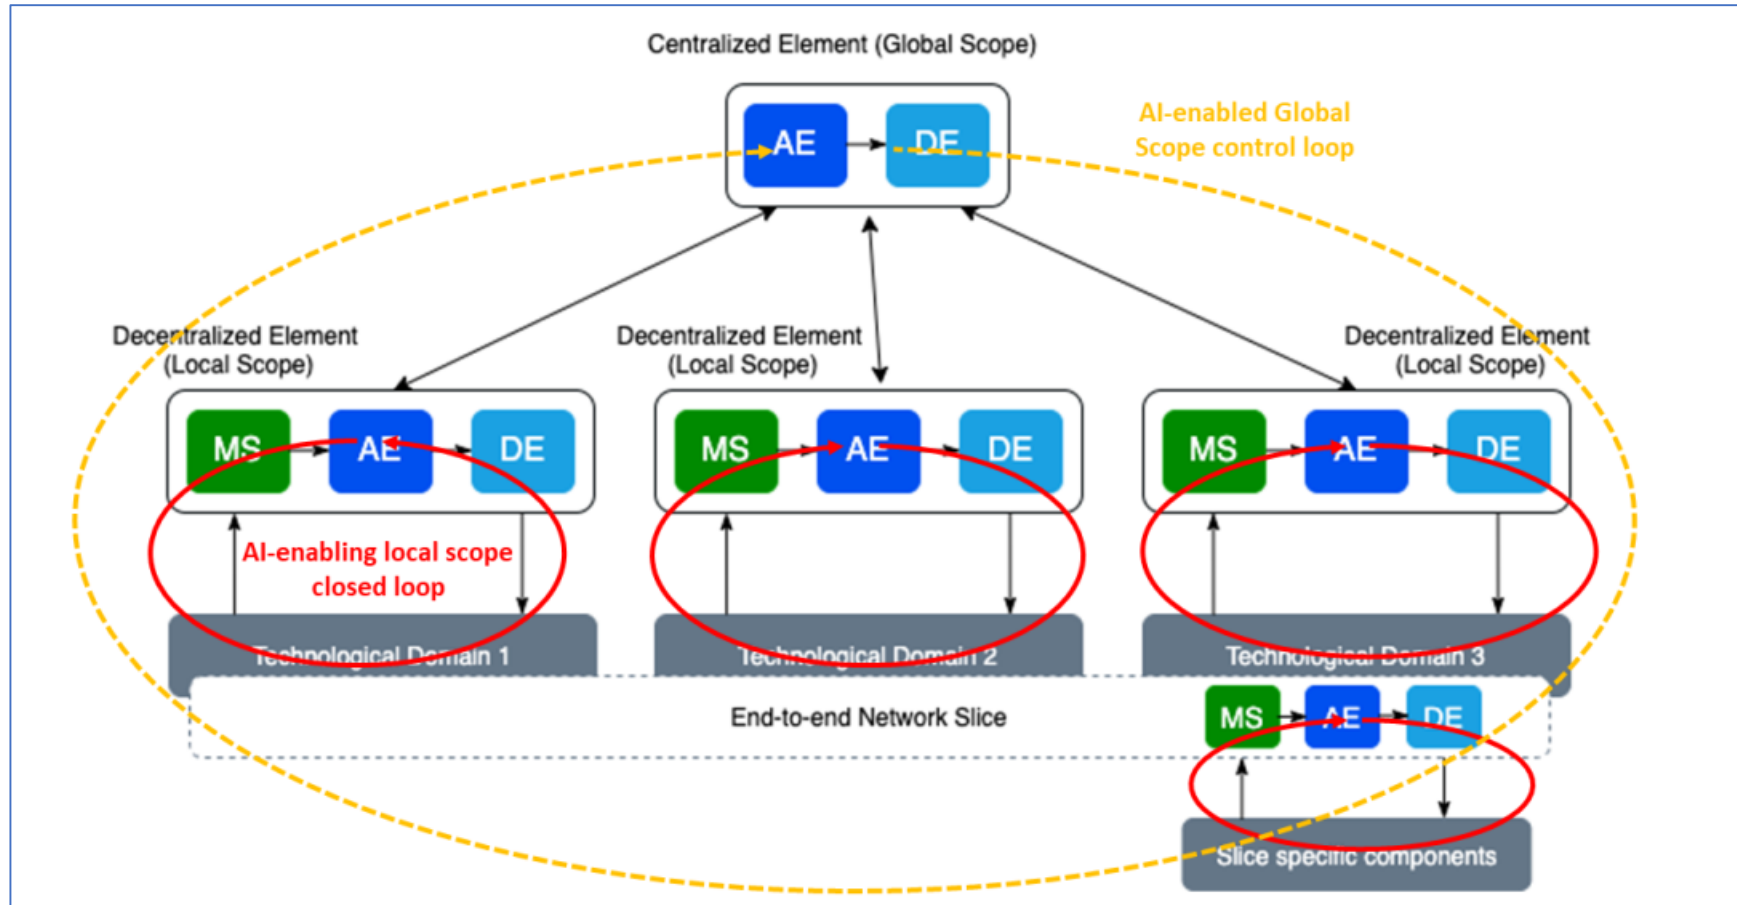 Centralized Element (Global Scope)
AE
DE
AI-enabled Global
Scope control loop
Decentralized Element
(Local Scope)
Decentralized Element
(Local Scope)
Decentralized Element
(Local Scope)
MS
AE
DE
MS
AE
DE
MS
AE
DE
AI-enabling local scope
closed loop
Technological Domain 1
Technological Domain 2
Technological Domain 3
End-to-end Network Slice
MS
AE
DE
Slice specific components